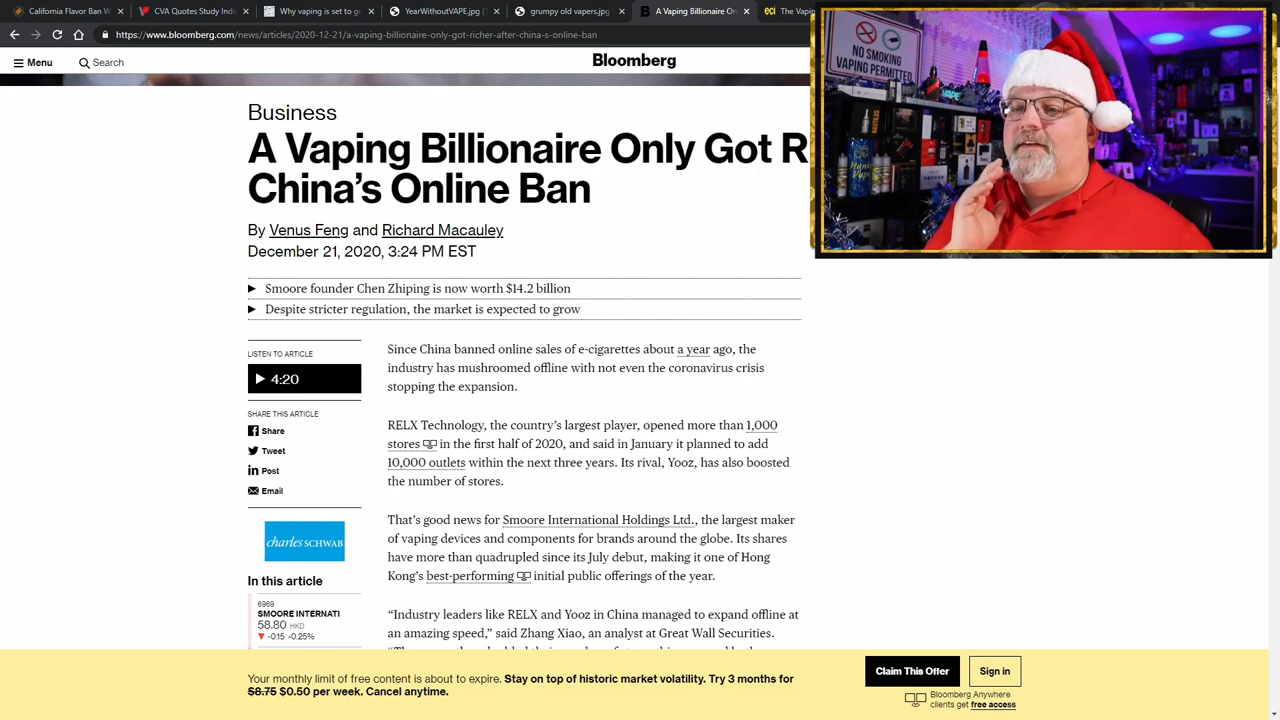 California Flavor Ban W
CVA Quotes Study Indi
YearWithoutVAPE.jpg (
gumreviced vapers.jpg
A Vaping Billionaire On
The Vap
https://www.bloomberg.com/news/articles/2020-12-21/a-vaping-billionaire-only-got-richer-after-china-s-online-ban
Menu
Search
Bloomberg
NO SMOKING
VAPING PERMITTED
VAPE
NAUTILUS
Business
A Vaping Billionaire Only Got R
China’s Online Ban
By Venus Feng and Richard Macauley
December 21, 2020, 3:24 PM EST
Smoore founder Chen Zhiping is now worth $14.2 billion
Despite stricter regulation, the market is expected to grow
LISTEN TO ARTICLE
4:20
SHARE THIS ARTICLE
Share
Tweet
Post
Email
charles SCHWAB
In this article
6969
SMOORE INTERNATI
58.80 HKD
-0.15 -0.25%
Since China banned online sales of e-cigarettes about a year ago, the
industry has mushroomed offline with not even the coronavirus crisis
stopping the expansion.
RELX Technology, the country’s largest player, opened more than 1,000
stores in the first half of 2020, and said in January it planned to add
10,000 outlets within the next three years. Its rival, Yooz, has also boosted
the number of stores.
That’s good news for Smoore International Holdings Ltd., the largest maker
of vaping devices and components for brands around the globe. Its shares
have more than quadrupled since its July debut, making it one of Hong
Kong’s best-performing initial public offerings of the year.
“Industry leaders like RELX and Yooz in China managed to expand offline at
an amazing speed,” said Zhang Xiao, an analyst at Great Wall Securities.
Your monthly limit of free content is about to expire. Stay on top of historic market volatility. Try 3 months for
$8.75 $0.50 per week. Cancel anytime.
Claim This Offer
Sign in
Bloomberg Anywhere
clients get free access